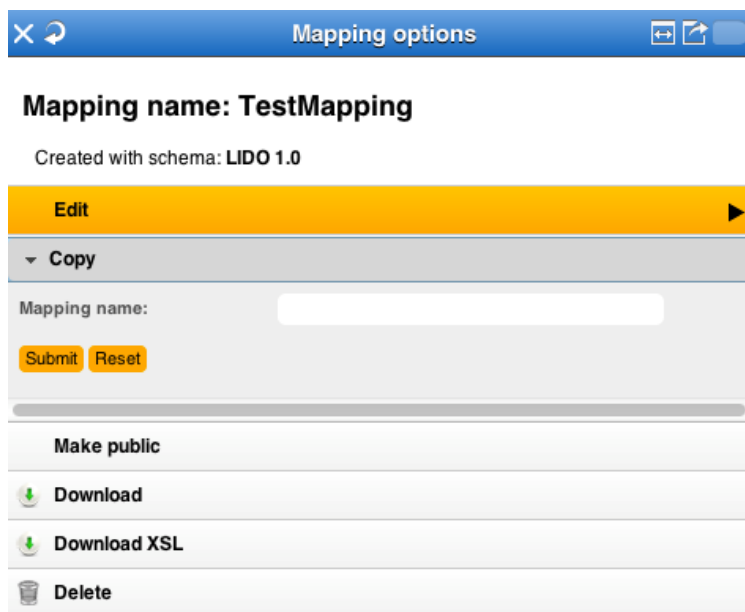 Mapping options
Mapping name: TestMapping
Created with schema: LIDO 1.0
Edit
Copy
Mapping name:
Submit Reset
Make public
Download
Download XSL
Delete